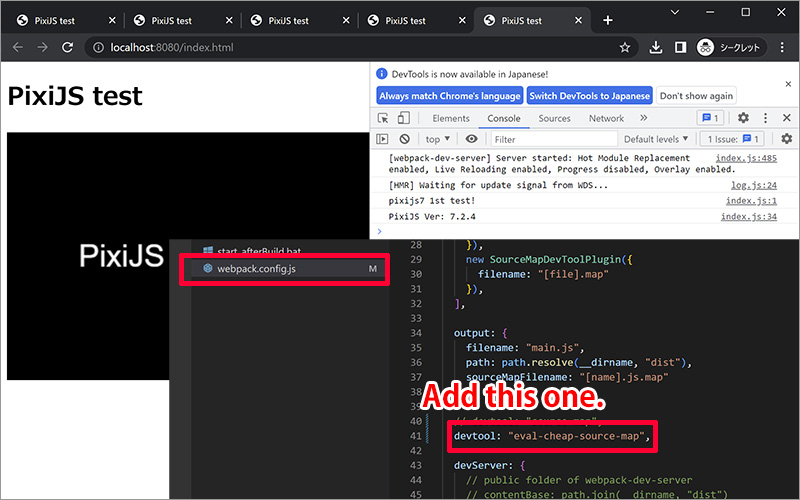 PixiJS test
PixiJS test
PixiJS test
PixiJS test
PixiJS test
localhost:8080/index.html
シークレット
PixiJS test
DevTools is now available in Japanese!
Always match Chrome's language
Switch DevTools to Japanese
Don't show again
Elements
Console
Sources
Network
1
top
Filter
Default levels
1 Issue:
1
[webpack-dev-server] Server started: Hot Module Replacement enabled, Live Reloading enabled, Progress disabled, Overlay enabled.
index.js:485
[HMR] Waiting for update signal from WDS...
log.js:24
pixijs7 1st test!
index.js:1
PixiJS Ver: 7.2.4
index.js:34
PixiJS
start_afterBuild.bat
webpack.config.js
M
28 }),
29 new SourceMapDevToolPlugin({
30 filename: "[file].map"
31 }),
32 ],
33
34 output: {
35 filename: "main.js",
36 path: path.resolve(__dirname, "dist"),
37 sourceMapFilename: "[name].js.map"
Add this one.
40 // devtool: "source-map",
41 devtool: "eval-cheap-source-map",
42
43 devServer: {
44 // public folder of webpack-dev-server
45 // contentBase: path.join(__dirname, "dist")